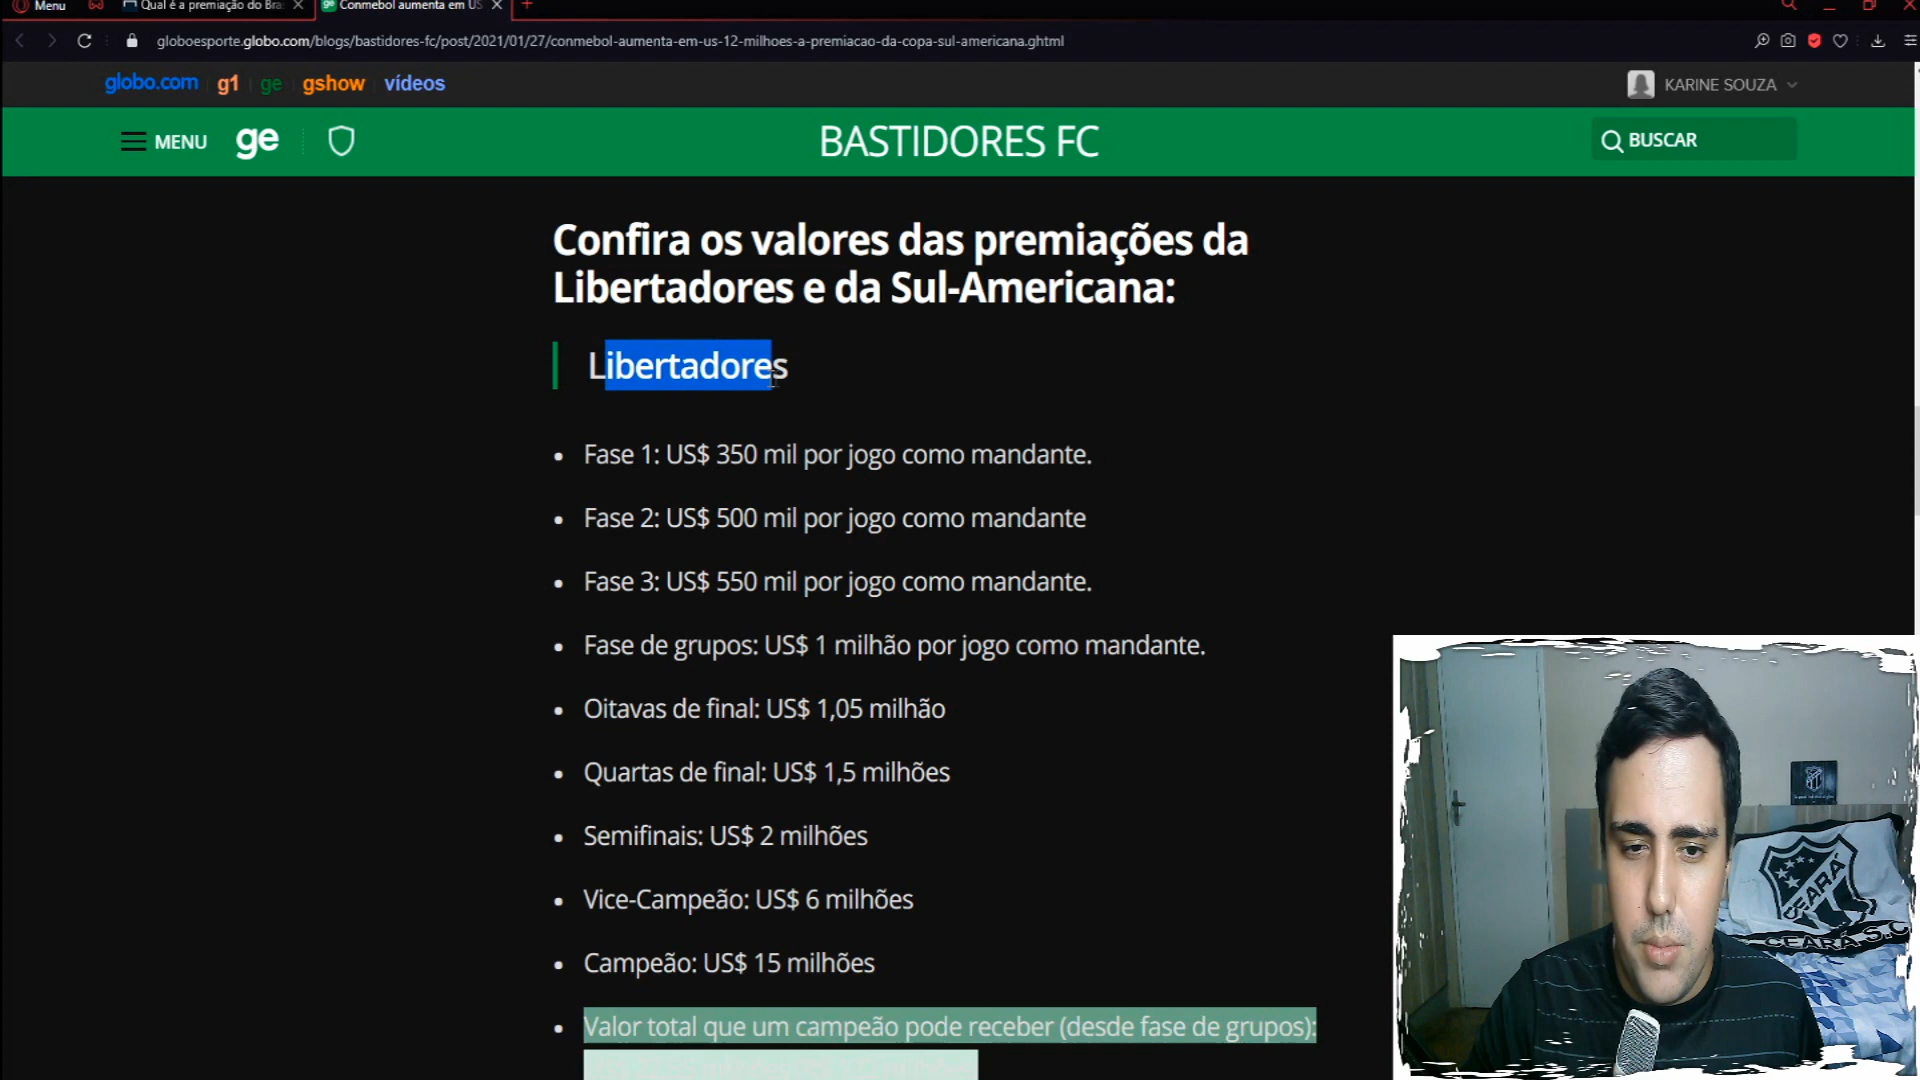 Menu
Qual é a premiação do Bra
Conmebol aumenta em US
globoesporte.globo.com/blogs/bastidores-fc/post/2021/01/27/conmebol-aumenta-em-us-12-milhoes-a-premiacao-da-copa-sul-americana.ghtml
globo.com g1 ge gshow vídeos
KARINE SOUZA
MENU ge
BASTIDORES FC
BUSCAR
Confira os valores das premiações da
Libertadores e da Sul-Americana:
Libertadores
• Fase 1: US$ 350 mil por jogo como mandante.
• Fase 2: US$ 500 mil por jogo como mandante
• Fase 3: US$ 550 mil por jogo como mandante.
• Fase de grupos: US$ 1 milhão por jogo como mandante.
• Oitavas de final: US$ 1,05 milhão
• Quartas de final: US$ 1,5 milhões
• Semifinais: US$ 2 milhões
• Vice-Campeão: US$ 6 milhões
• Campeão: US$ 15 milhões
• Valor total que um campeão pode receber (desde fase de grupos):
CEARÁ
CEARÁ S.C